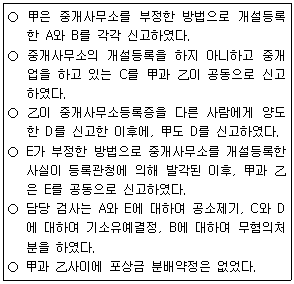 ○ 甲은 중개사무소를 부정한 방법으로 개설등록
한 A와 B를 각각 신고하였다.
○ 중개사무소의 개설등록을 하지 아니하고 중개
업을 하고 있는 C를 甲과 乙이 공동으로 신고
하였다.
○ 乙이 중개사무소등록증을 다른 사람에게 양도
한 D를 신고한 이후에, 甲도 D를 신고하였다.
○ E가 부정한 방법으로 중개사무소를 개설등록한
사실이 등록관청에 의해 발각된 이후, 甲과 乙
은 E를 공동으로 신고하였다.
○ 담당 검사는 A와 E에 대하여 공소제기, C와 D
에 대하여 기소유예결정, B에 대하여 무혐의처
분을 하였다.
○ 甲과 乙사이에 포상금 분배약정은 없었다.